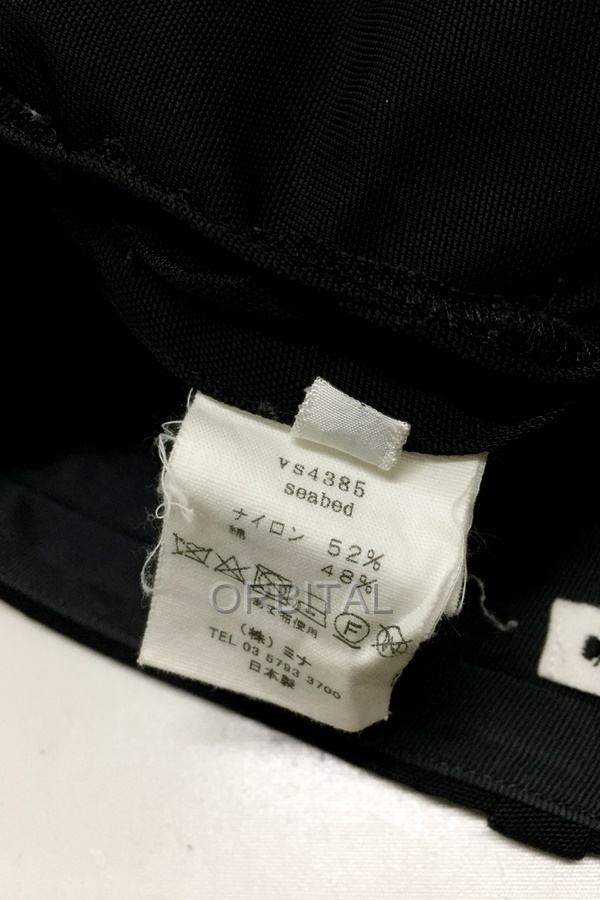 vs4385
seabed
ナイロン 52%
綿 48%
ORBITAL
あて布使用
F
(株)ミナ
TEL 03 5793 3700
日本製